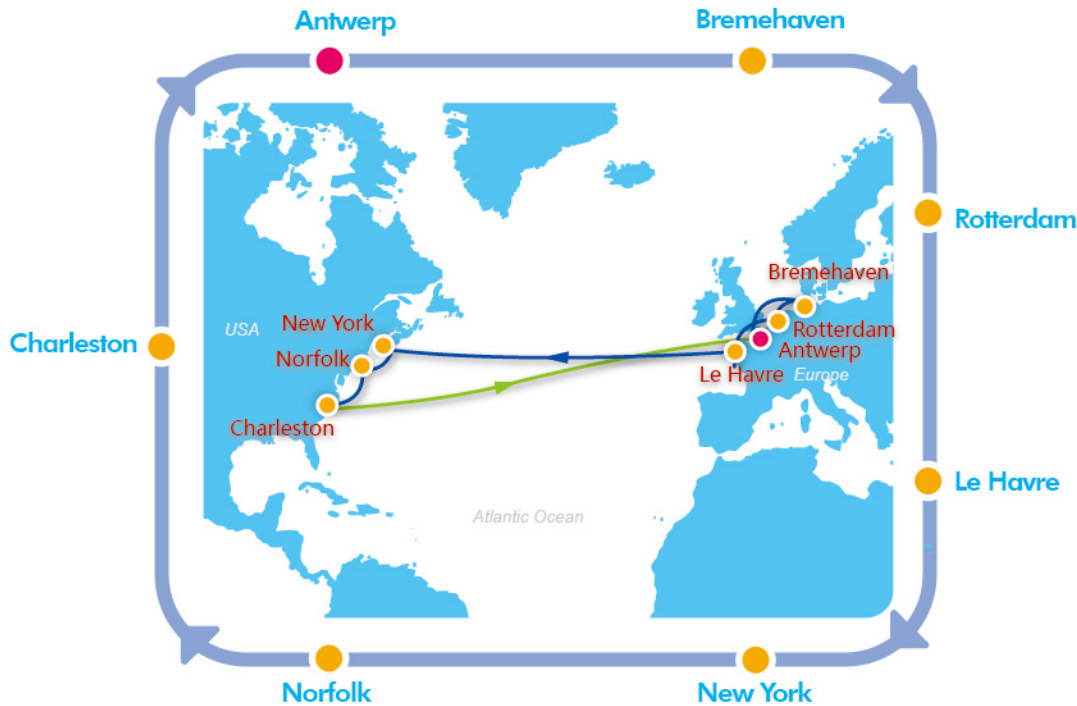 Antwerp
Bremehaven
Rotterdam
Bremehaven
USA
New York
Rotterdam
Charleston
Norfolk
Antwerp
Le Havre
Europe
Charleston
Le Havre
Atlantic Ocean
Norfolk
New York